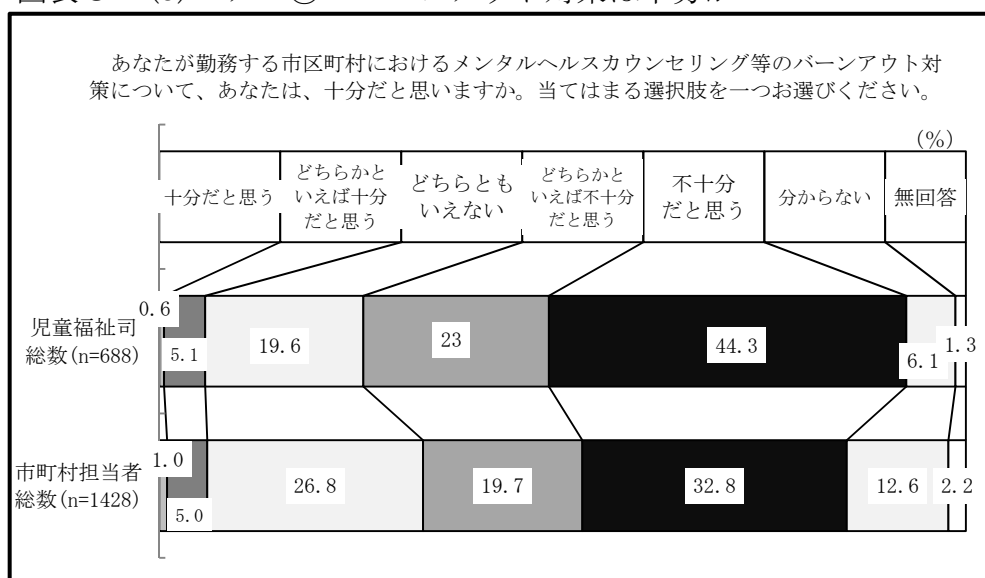 あなたが勤務する市区町村におけるメンタルヘルスカウンセリング等のバーンアウト対
策について、あなたは、十分だと思いますか。当てはまる選択肢を一つお選びください。
(%)
十分だと思う
どちらかと
いえば十分
だと思う
どちらとも
いえない
どちらかと
いえば不十分
だと思う
不十分
だと思う
分からない
無回答
児童福祉司
総数(n=688)
0.6
5.1
19.6
23
44.3
6.1
1.3
市町村担当者
総数(n=1428)
1.0
5.0
26.8
19.7
32.8
12.6
2.2